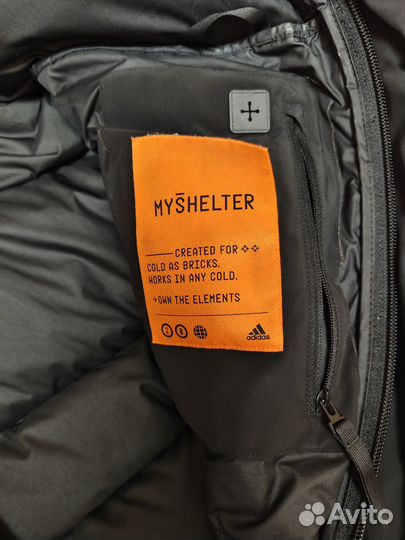 MYSHELTER
CREATED FOR
COLD AS BRICKS.
WORKS IN ANY COLD.
→OWN THE ELEMENTS
adidas
Avito